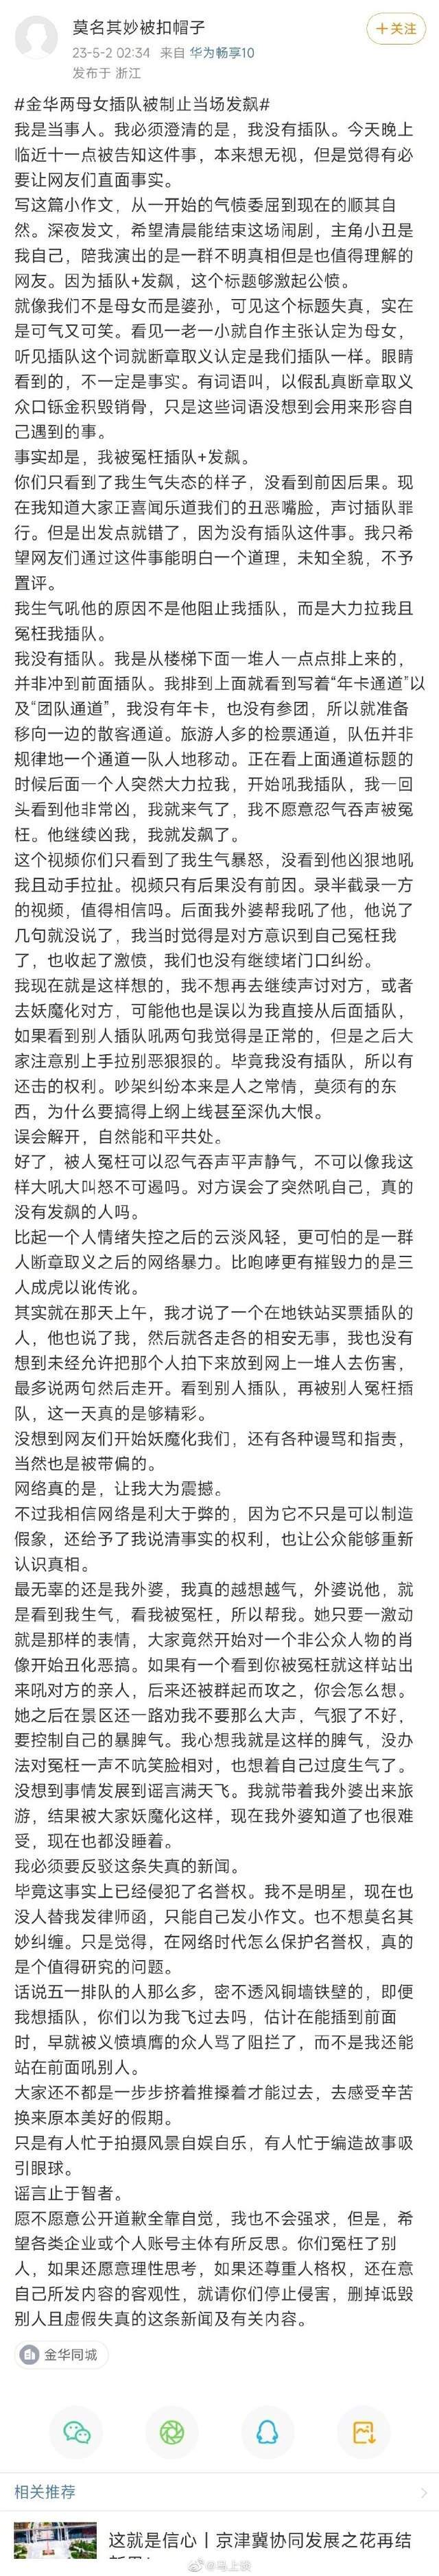 莫名其妙被扣帽子
+关注
23-5-2 02:34 来自 华为畅享10
发布于 浙江
#金华两母女插队被制止当场发飙#
我是当事人。我必须澄清的是，我没有插队。今天晚上
临近十一点被告知这件事，本来想无视，但是觉得有必
要让网友们直面事实。
写这篇小作文，从一开始的气愤委屈到现在的顺其自
然。深夜发文，希望清晨能结束这场闹剧，主角小丑是
我自己，陪我演出的是一群不明真相但是也值得理解的
网友。因为插队+发飙，这个标题够激起公愤。
就像我们不是母女而是婆孙，可见这个标题失真，实在
是可气又可笑。看见一老一小就自作主张认定为母女，
听见插队这个词就断章取义认定是我们插队一样。眼睛
看到的，不一定是事实。有词语叫，以假乱真断章取义
众口铄金积毁销骨，只是这些词语没想到会用来形容自
己遇到的事。
事实却是，我被冤枉插队+发飙。
你们只看到了我生气失态的样子，没看到前因后果。现
在我知道大家正喜闻乐道我们的丑恶嘴脸，声讨插队罪
行。但是出发点就错了，因为没有插队这件事。我只希
望网友们通过这件事能明白一个道理，未知全貌，不予
置评。
我生气吼他的原因不是他阻止我插队，而是大力拉我且
冤枉我插队。
我没有插队。我是从楼梯下面一堆人一点点排上来的，
并非冲到前面插队。我排到上面就看到写着“年卡通道”以
及“团队通道”，我没有年卡，也没有参团，所以就准备
移向一边的散客通道。旅游人多的检票通道，队伍并非
规律地一个通道一队人地移动。正在看上面通道标题的
时候后面一个人突然大力拉我，开始吼我插队，我一回
头看到他非常凶，我就来气了，我不愿意忍气吞声被冤
枉。他继续凶我，我就发飙了。
这个视频你们只看到了我生气暴怒，没看到他凶狠地吼
我且动手拉扯。视频只有后果没有前因。录半截录一方
的视频，值得相信吗。后面我外婆帮我吼了他，他说了
几句就没说了，我当时觉得是对方意识到自己冤枉我
了，也收起了激愤，我们也没有继续堵门口纠纷。
我现在就是这样想的，我不想再去继续声讨对方，或者
去妖魔化对方，可能他也是误以为我直接从后面插队，
如果看到别人插队吼两句我觉得是正常的，但是之后大
家注意别上手拉别恶狠狠的。毕竟我没有插队，所以有
还击的权利。吵架纠纷本来是人之常情，莫须有的东
西，为什么要搞得上纲上线甚至深仇大恨。
误会解开，自然能和平共处。
好了，被人冤枉可以忍气吞声平声静气，不可以像我这
样大吼大叫怒不可遏吗。对方误会了突然吼自己，真的
没有发飙的人吗。
比起一个人情绪失控之后的云淡风轻，更可怕的是一群
人断章取义之后的网络暴力。比咆哮更有摧毁力的是三
人成虎以讹传讹。
其实就在那天上午，我才说了一个在地铁站买票插队的
人，他也说了我，然后就各走各的相安无事，我也没有
想到未经允许把那个人拍下来放到网上一堆人去伤害，
最多说两句然后走开。看到别人插队，再被别人冤枉插
队，这一天真的是够精彩。
没想到网友们开始妖魔化我们，还有各种谩骂和指责，
当然也是被带偏的。
网络真的是，让我大为震撼。
不过我相信网络是利大于弊的，因为它不只是可以制造
假象，还给予了我说清事实的权利，也让公众能够重新
认识真相。
最无辜的还是我外婆，我真的越想越气，外婆说他，就
是看到我生气，看我被冤枉，所以帮我。她只要一激动
就是那样的表情，大家竟然开始对一个非公众人物的肖
像开始丑化恶搞。如果有一个看到你被冤枉就这样站出
来吼对方的亲人，后来还被群起而攻之，你会怎么想。
她之后在景区还一路劝我不要那么大声，气狠了不好，
要控制自己的暴脾气。我心想我就是这样的脾气，没办
法对冤枉一声不吭笑脸相对，也想着自己过度生气了。
没想到事情发展到谣言满天飞。我就带着我外婆出来旅
游，结果被大家妖魔化这样，现在我外婆知道了也很难
受，现在也都没睡着。
我必须要反驳这条失真的新闻。
毕竟这事实上已经侵犯了名誉权。我不是明星，现在也
没人替我发律师函，只能自己发小作文。也不想莫名其
妙纠缠。只是觉得，在网络时代怎么保护名誉权，真的
是个值得研究的问题。
话说五一排队的人那么多，密不透风铜墙铁壁的，即便
我想插队，你们以为我飞过去吗，估计在能插到前面
时，早就被义愤填膺的众人骂了阻拦了，而不是我还能
站在前面吼别人。
大家还不都是一步步挤着推搡着才能过去，去感受辛苦
换来原本美好的假期。
只是有人忙于拍摄风景自娱自乐，有人忙于编造故事吸
引眼球。
谣言止于智者。
愿不愿意公开道歉全靠自觉，我也不会强求，但是，希
望各类企业或个人账号主体有所反思。你们冤枉了别
人，如果还愿意理性思考，如果还尊重人格权，还在意
自己所发内容的客观性，就请你们停止侵害，删掉诋毁
别人且虚假失真的这条新闻及有关内容。
金华同城
相关推荐
这就是信心丨京津冀协同发展之花再结